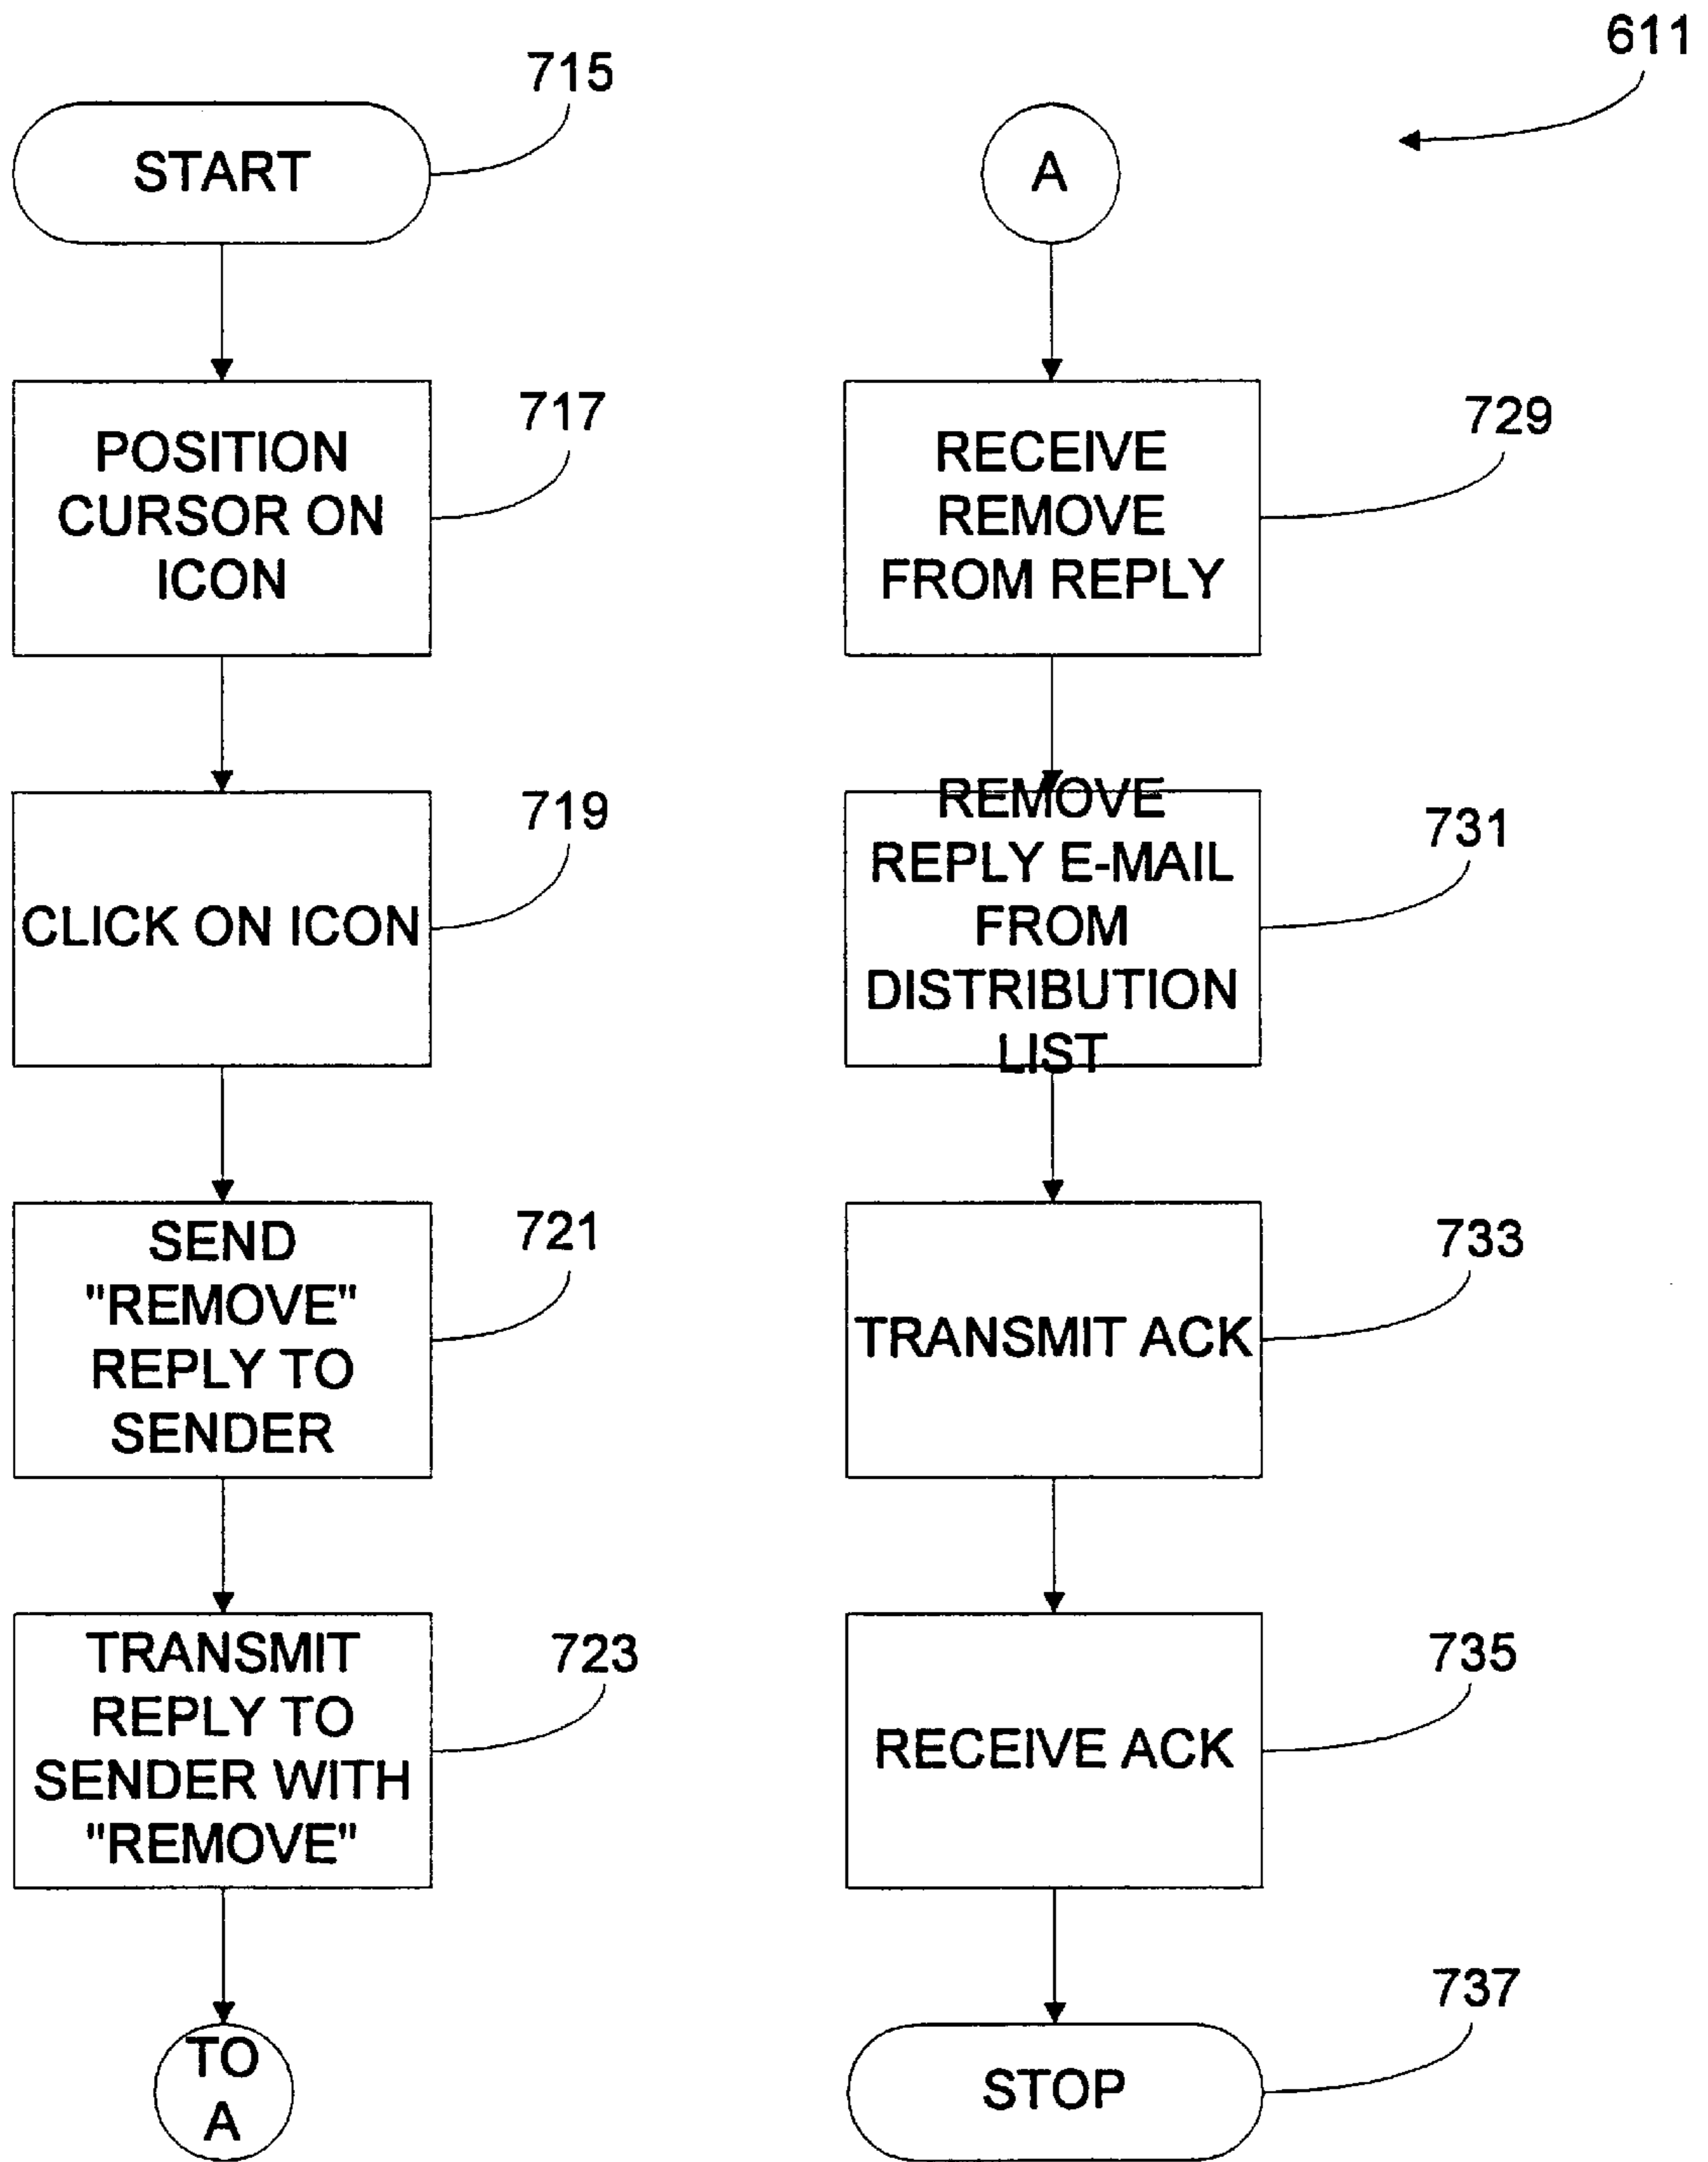 715
START
717
POSITION
CURSOR ON
ICON
719
CLICK ON ICON
721
SEND
"REMOVE"
REPLY TO
SENDER
723
TRANSMIT
REPLY TO
SENDER WITH
"REMOVE"
TO
A
611
A
729
RECEIVE
REMOVE
FROM REPLY
731
REMOVE
REPLY E-MAIL
FROM
DISTRIBUTION
LIST
733
TRANSMIT ACK
735
RECEIVE ACK
737
STOP